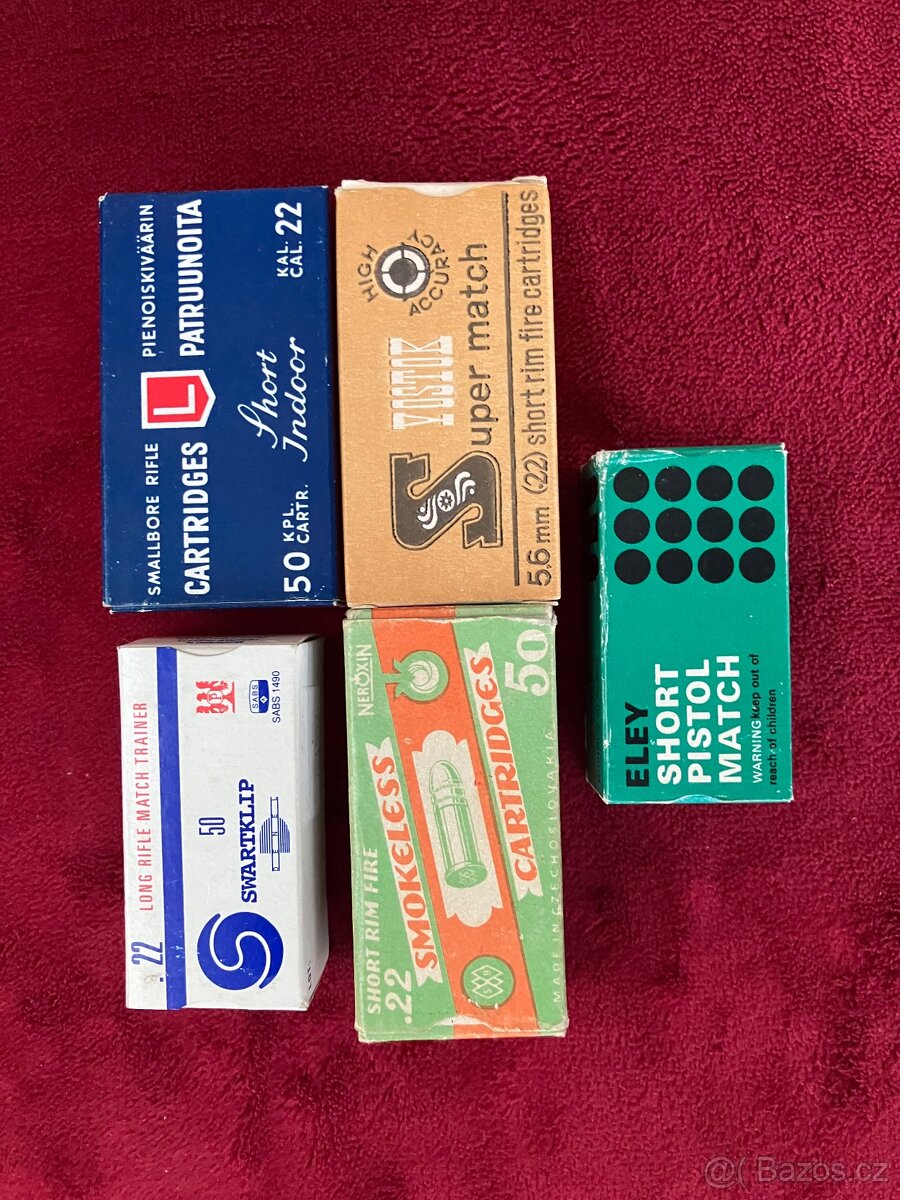 SMALLBORE RIFLE PIENOISKIVÄÄRIN
CARTRIDGES L PATRUUNOITA
Short
Indoor
50 KPL. CARTR.
KAL. CAL. 22
HIGH ACCURACY
VOSTOK
Super match
5,6 mm (.22) short rim fire cartridges
ELEY
SHORT
PISTOL
MATCH
WARNING Keep out of
reach of children
.22 LONG RIFLE MATCH TRAINER
50
SWARTKLIP
SABS
SABS 1490
NEROXIN
SHORT RIM FIRE
.22 SMOKELESS
CARTRIDGES 50
MADE IN CZECHOSLOVAKIA
@( Bazos.cz